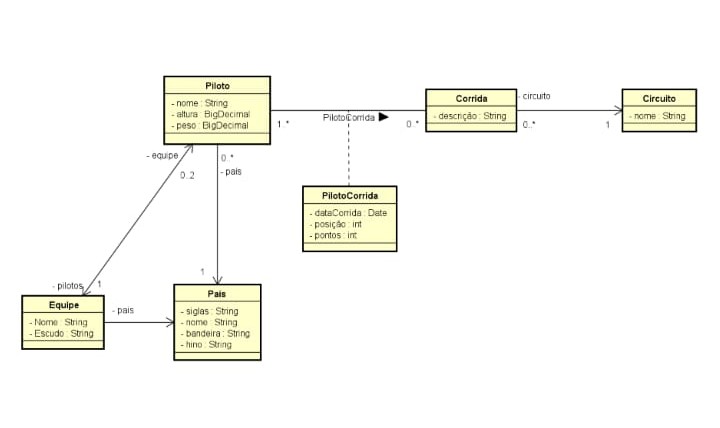 Piloto
- nome : String
- altura : BigDecimal
- peso : BigDecimal
1..*
PilotoCorrida
0..*
Corrida
- descrição : String
- circuito
0..*
1
Circuito
- nome : String
- equipe
0..2
0..*
- pais
PilotoCorrida
- dataCorrida : Date
- posição : int
- pontos : int
- pilotos
1
1
Equipe
- Nome : String
- Escudo : String
- pais
Pais
- siglas : String
- nome : String
- bandeira : String
- hino : String